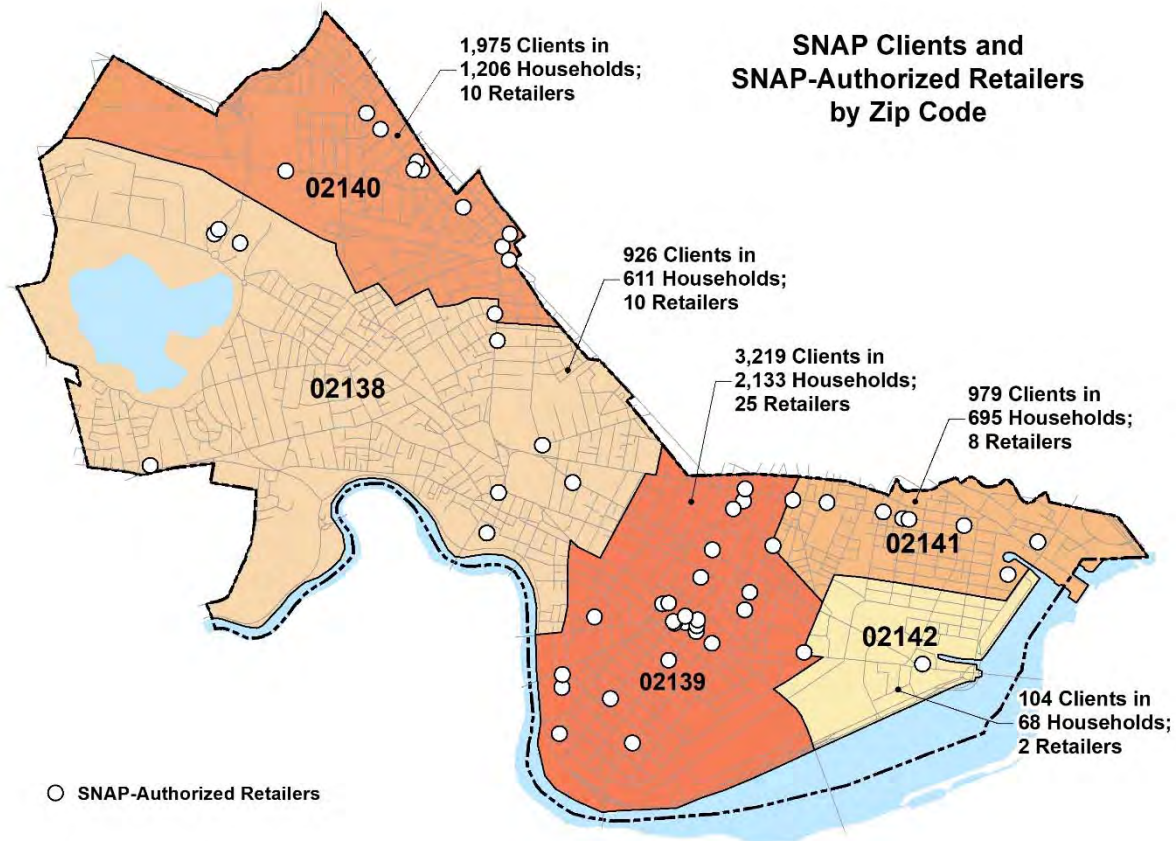 SNAP Clients and
SNAP-Authorized Retailers
by Zip Code
1,975 Clients in
1,206 Households;
10 Retailers
02140
926 Clients in
611 Households;
10 Retailers
02138
3,219 Clients in
2,133 Households;
25 Retailers
979 Clients in
695 Households;
8 Retailers
02141
02142
02139
104 Clients in
68 Households;
2 Retailers
SNAP-Authorized Retailers